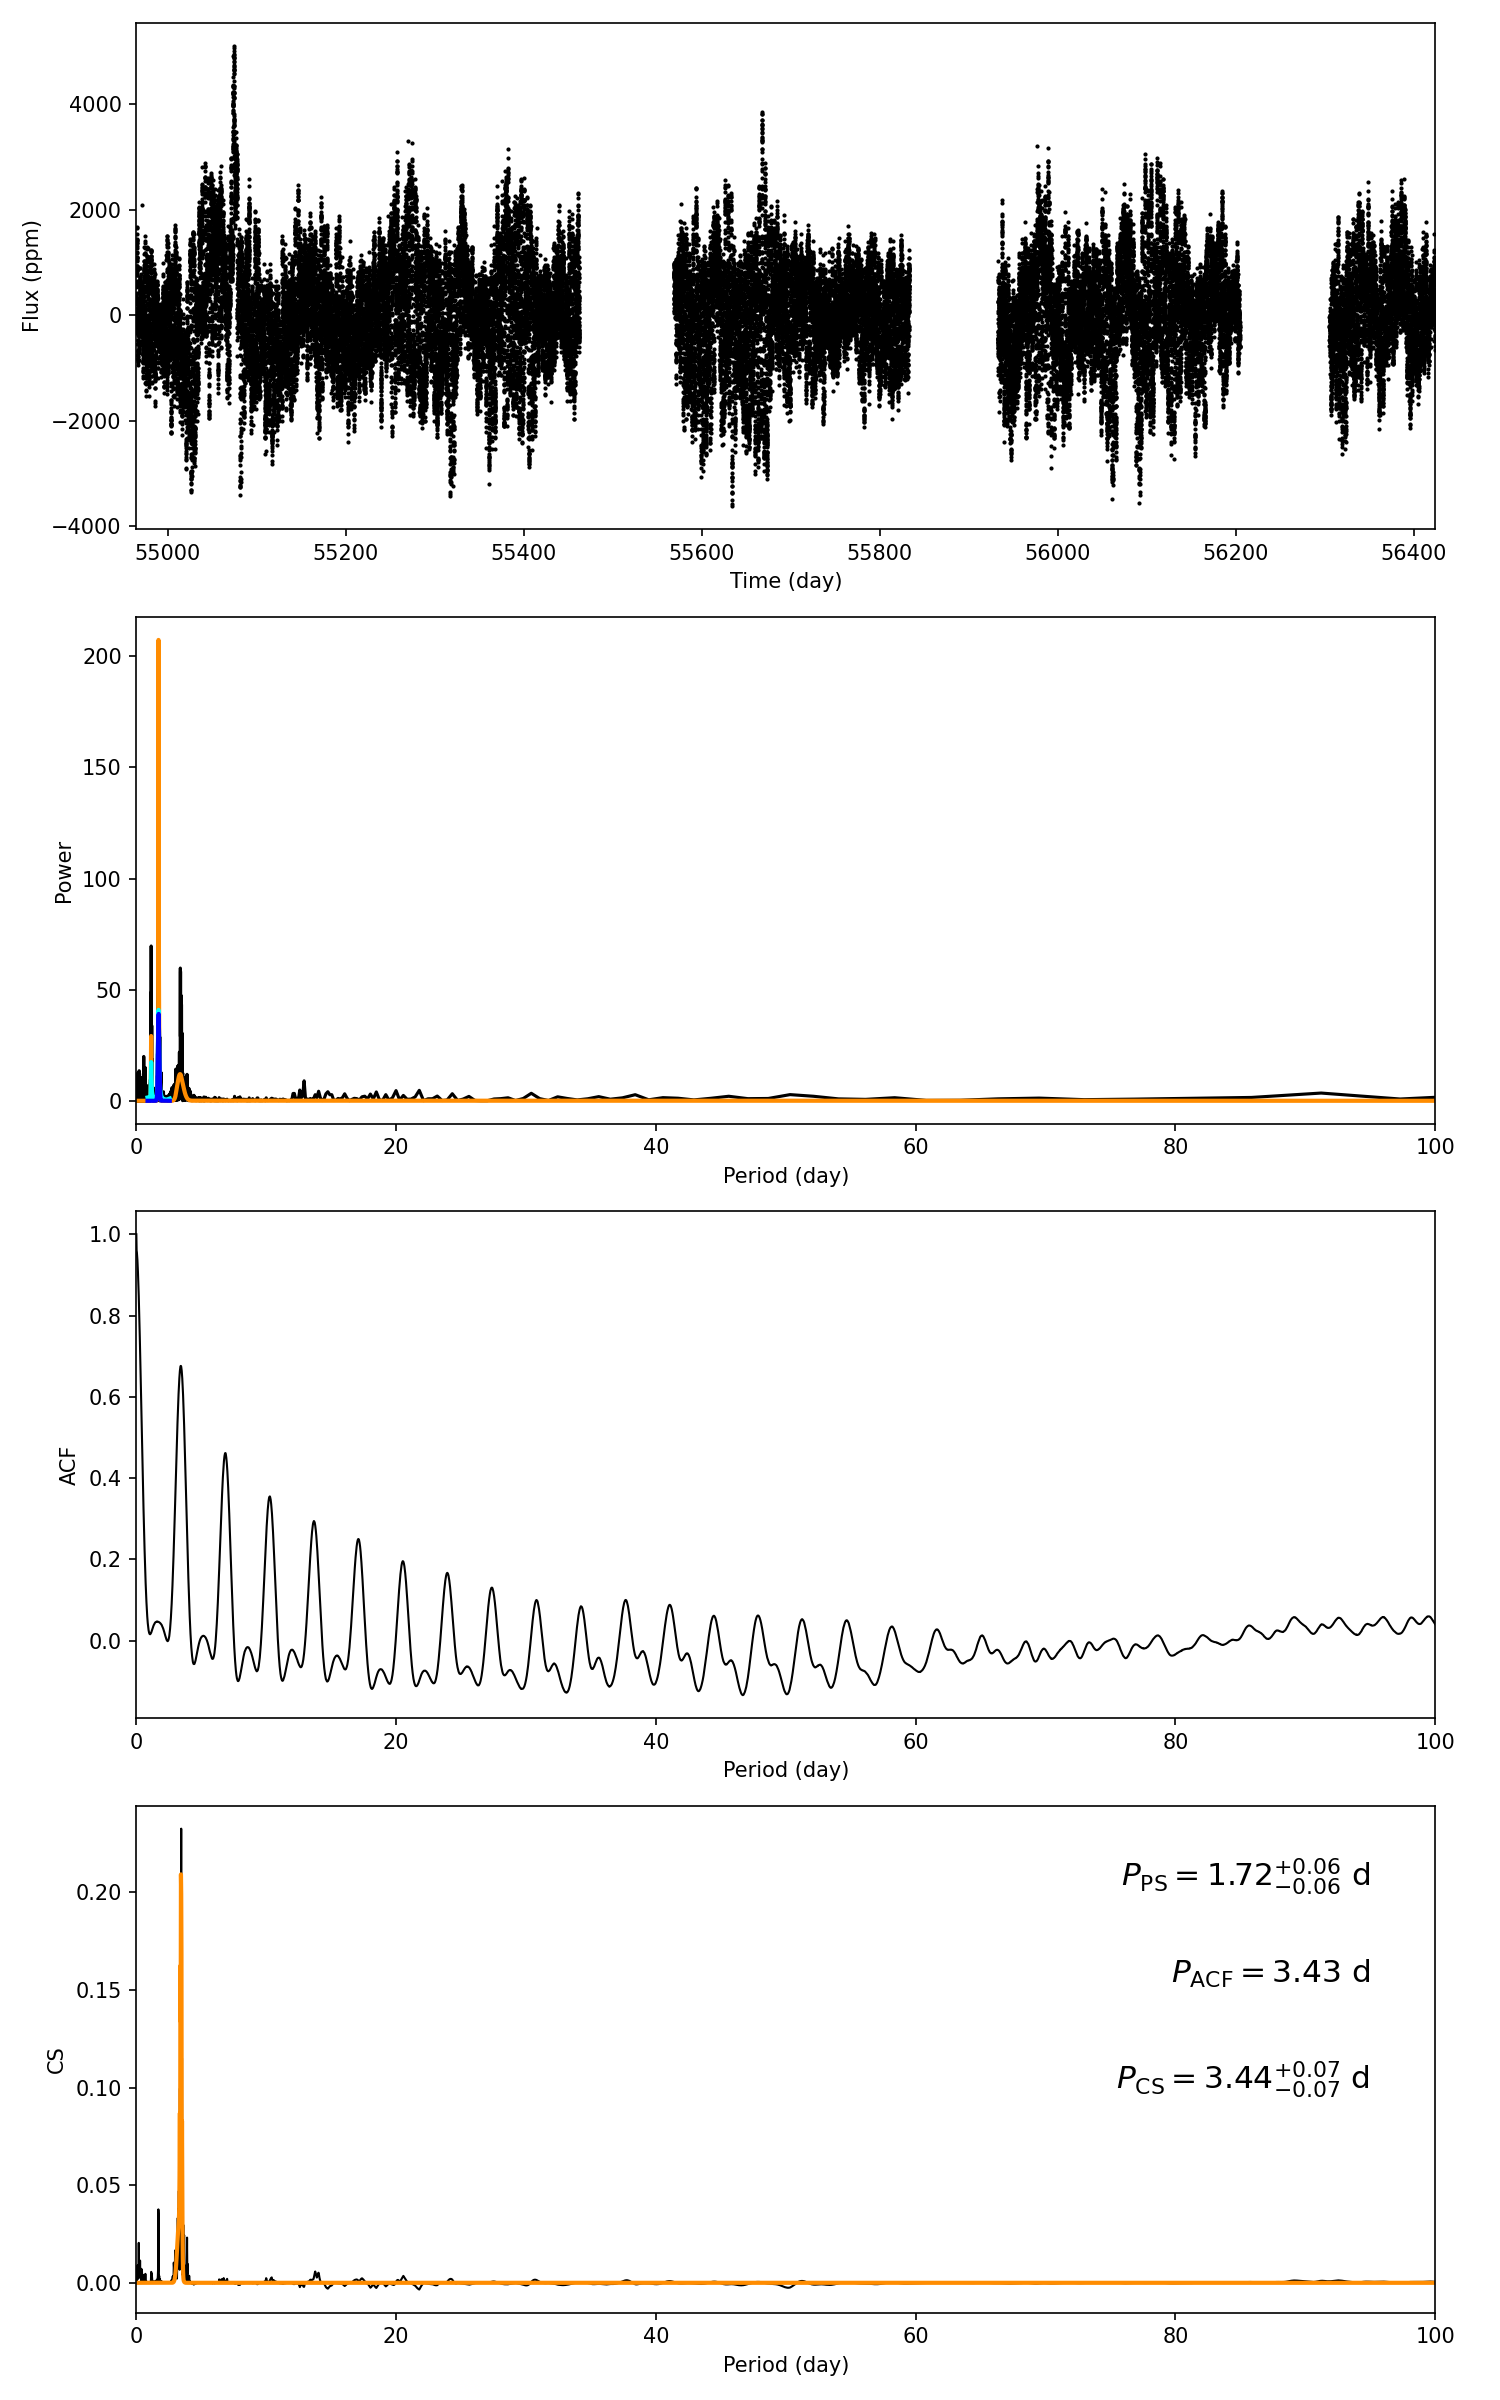 4000
2000
0
−2000
−4000
Flux (ppm)
55000 55200 55400 55600 55800 56000 56200 56400
Time (day)
200
150
100
50
0
Power
0 20 40 60 80 100
Period (day)
1.0
0.8
0.6
0.4
0.2
0.0
ACF
0 20 40 60 80 100
Period (day)
0.20
0.15
0.10
0.05
0.00
CS
P_PS = 1.72^{+0.06}_{−0.06} d
P_ACF = 3.43 d
P_CS = 3.44^{+0.07}_{−0.07} d
0 20 40 60 80 100
Period (day)